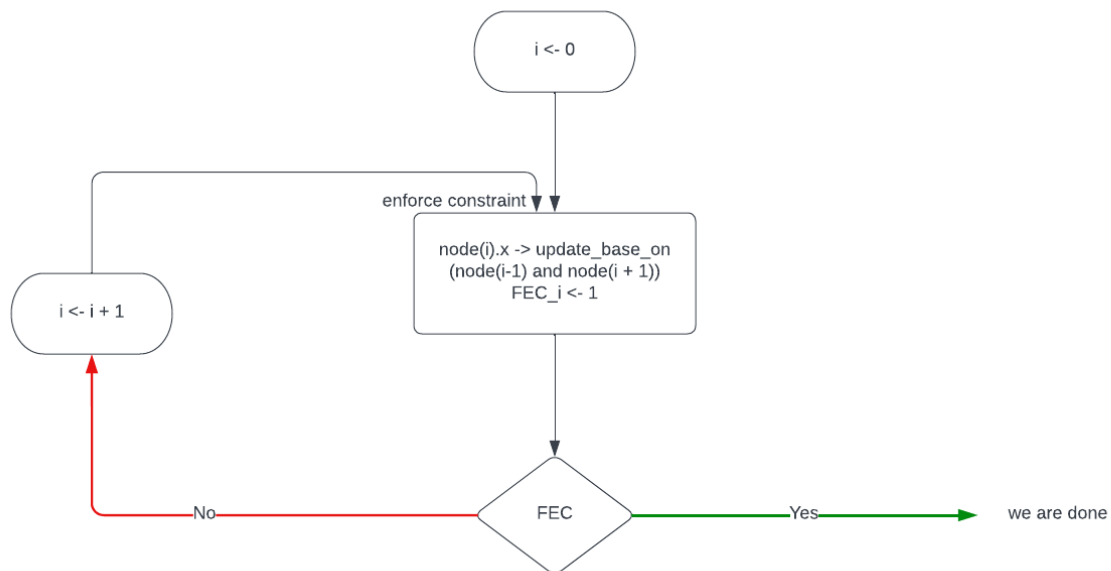 i <- 0
enforce constraint
node(i).x -> update_base_on
(node(i-1) and node(i + 1))
FEC_i <- 1
i <- i + 1
FEC
No
Yes
we are done